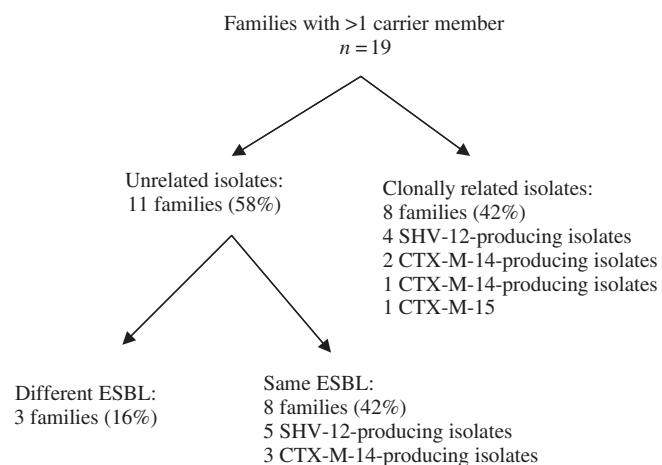 Families with >1 carrier member
n = 19
Unrelated isolates:
11 families (58%)
Clonally related isolates:
8 families (42%)
4 SHV-12-producing isolates
2 CTX-M-14-producing isolates
1 CTX-M-14-producing isolates
1 CTX-M-15
Different ESBL:
3 families (16%)
Same ESBL:
8 families (42%)
5 SHV-12-producing isolates
3 CTX-M-14-producing isolates